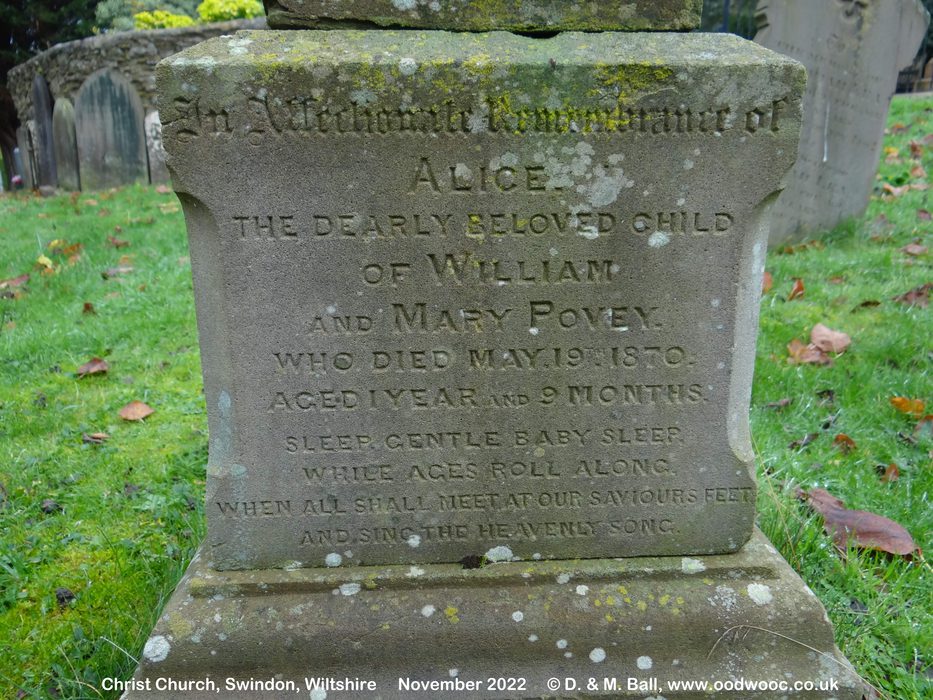 In Affectionate Remembrance of
ALICE.
THE DEARLY BELOVED CHILD
OF WILLIAM
AND MARY POVEY.
WHO DIED MAY. 19TH 1870.
AGED 1 YEAR AND 9 MONTHS.
SLEEP. GENTLE BABY SLEEP.
WHILE AGES ROLL ALONG.
WHEN ALL SHALL MEET AT OUR SAVIOURS FEET.
AND SING THE HEAVENLY SONG.
Christ Church, Swindon, Wiltshire November 2022 © D. & M. Ball, www.oodwooc.co.uk